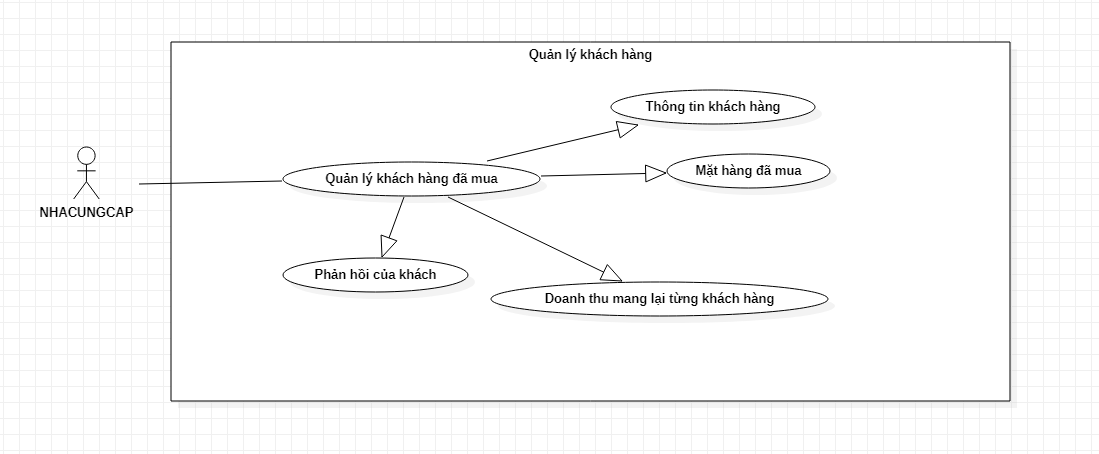 Quản lý khách hàng
Thông tin khách hàng
Mặt hàng đã mua
Quản lý khách hàng đã mua
NHACUNGCAP
Phản hồi của khách
Doanh thu mang lại từng khách hàng